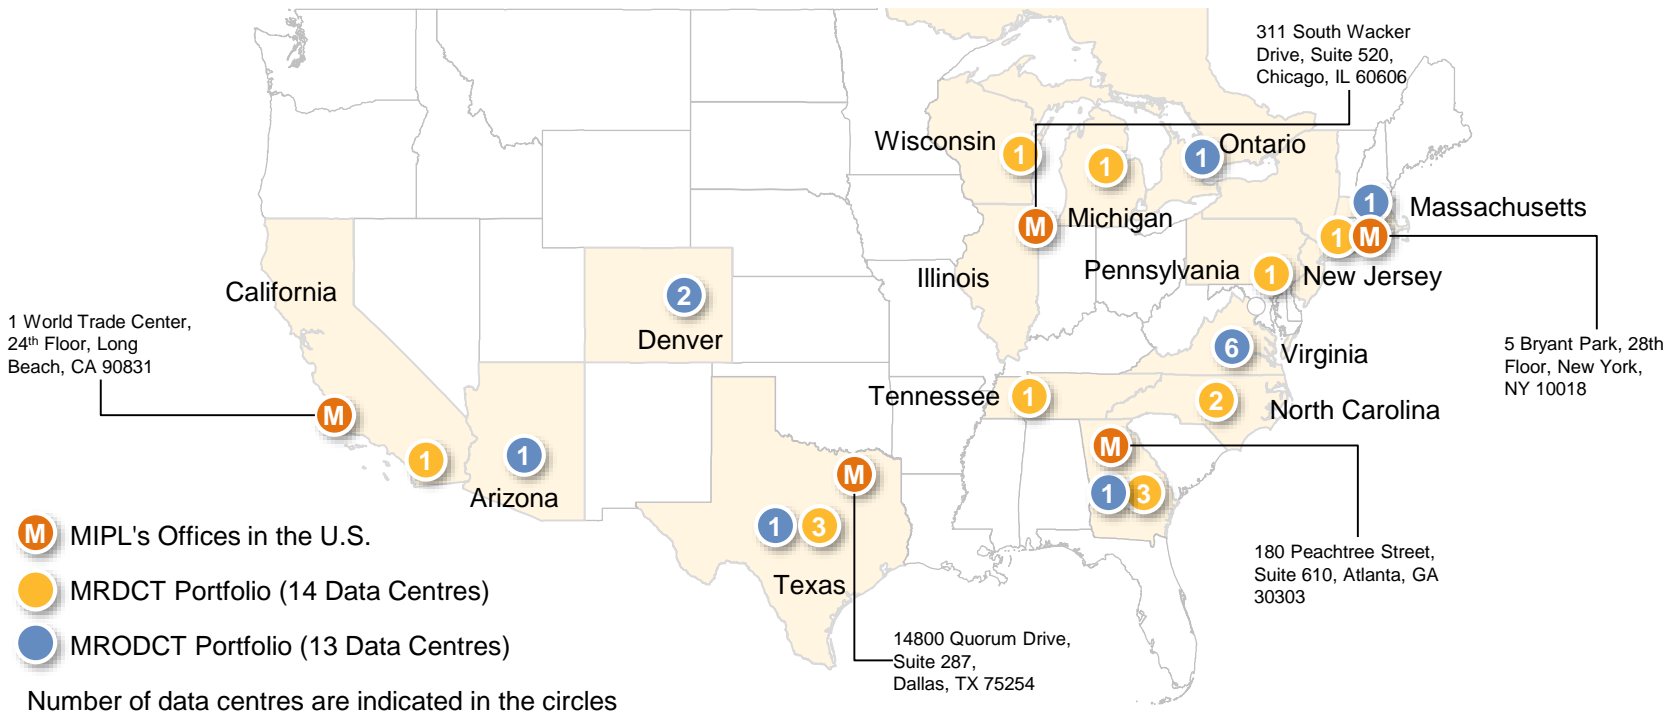 311 South Wacker
Drive, Suite 520,
Chicago, IL 60606
Wisconsin
1
1
1
Ontario
Michigan
M
1
Massachusetts
1
M
Illinois
Pennsylvania
1
New Jersey
California
2
Denver
6
Virginia
1 World Trade Center,
24th Floor, Long
Beach, CA 90831
5 Bryant Park, 28th
Floor, New York,
NY 10018
Tennessee
1
2
North Carolina
M
1
1
Arizona
M
M
1
3
1
3
Texas
180 Peachtree Street,
Suite 610, Atlanta, GA
30303
14800 Quorum Drive,
Suite 287,
Dallas, TX 75254
M MIPL's Offices in the U.S.
MRDCT Portfolio (14 Data Centres)
MRODCT Portfolio (13 Data Centres)
Number of data centres are indicated in the circles